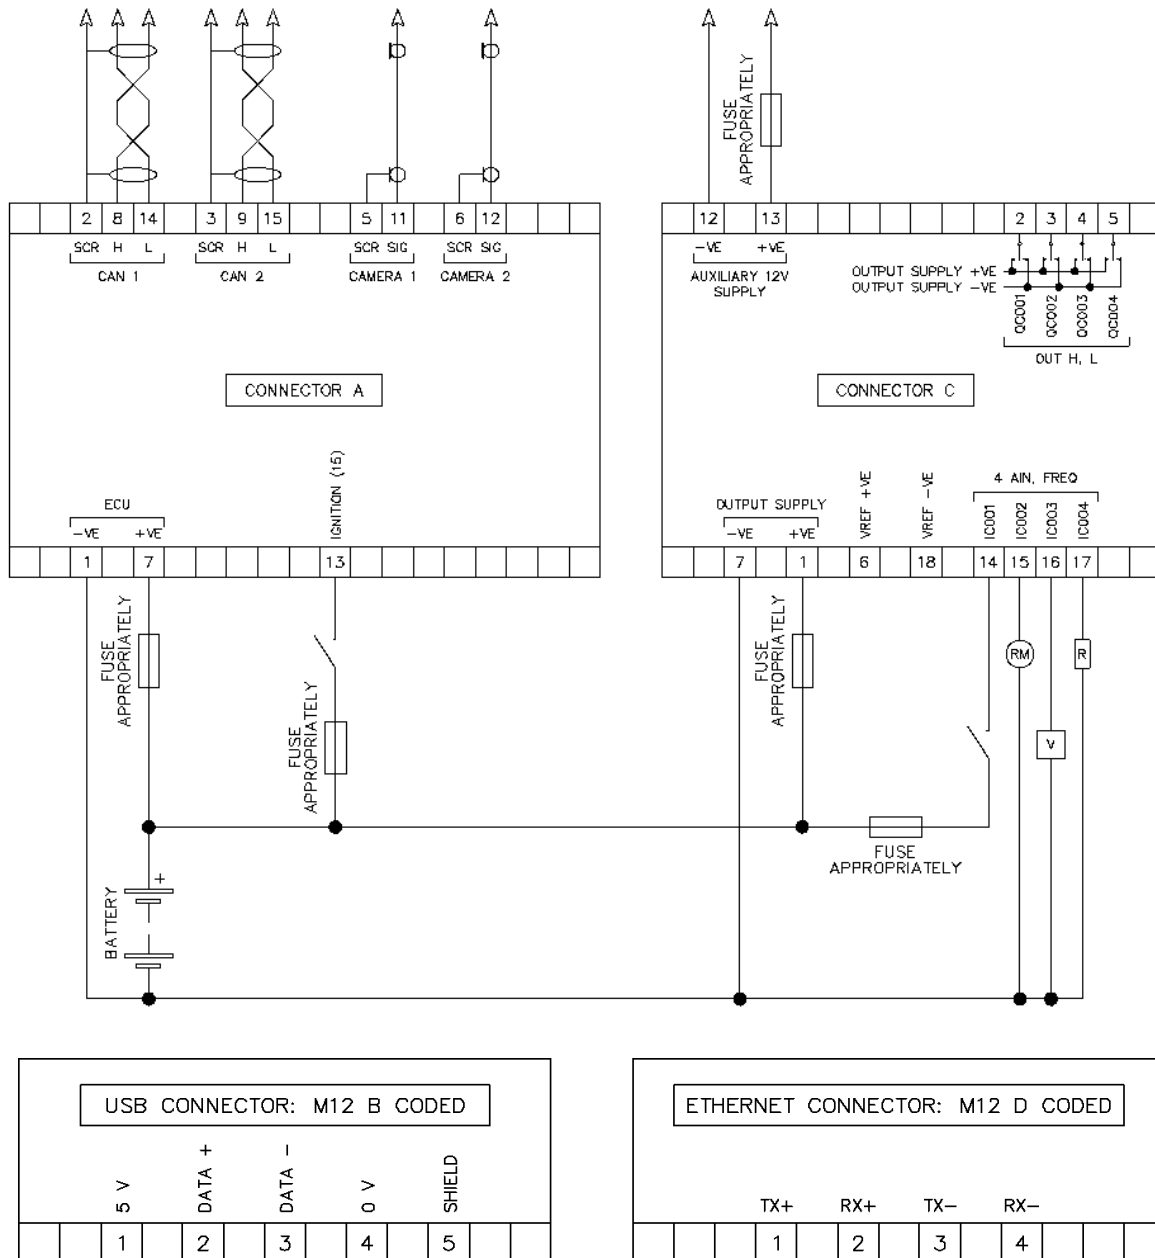 FUSE
APPROPRIATELY
2 8 14 3 9 15 5 11 6 12
SCR H L SCR H L SCR SIG SCR SIG
CAN 1 CAN 2 CAMERA 1 CAMERA 2
CONNECTOR A
IGNITION (15)
ECU
-VE +VE
1 7 13
12 13 2 3 4 5
-VE +VE
AUXILIARY 12V
SUPPLY
OUTPUT SUPPLY +VE
OUTPUT SUPPLY -VE
QC001
QC002
QC003
QC004
OUT H, L
CONNECTOR C
4 AIN, FREQ
OUTPUT SUPPLY
-VE +VE
VREF +VE
VREF -VE
IC001
IC002
IC003
IC004
7 1 6 18 14 15 16 17
FUSE
APPROPRIATELY
FUSE
APPROPRIATELY
FUSE
APPROPRIATELY
RM
R
V
FUSE
APPROPRIATELY
+
BATTERY
USB CONNECTOR: M12 B CODED
5 V
DATA +
DATA -
0 V
SHIELD
1 2 3 4 5
ETHERNET CONNECTOR: M12 D CODED
TX+ RX+ TX- RX-
1 2 3 4